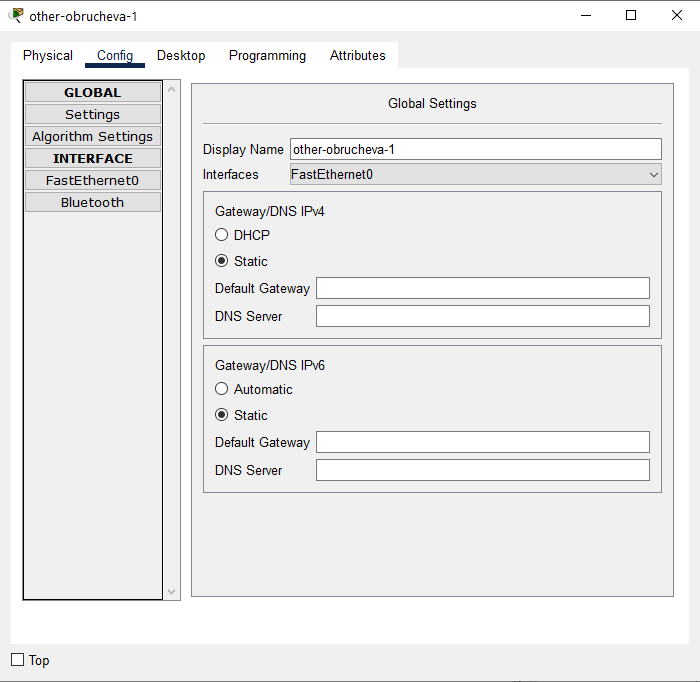 other-obrucheva-1
Physical Config Desktop Programming Attributes
GLOBAL
Settings
Algorithm Settings
INTERFACE
FastEthernet0
Bluetooth
Global Settings
Display Name other-obrucheva-1
Interfaces FastEthernet0
Gateway/DNS IPv4
DHCP
Static
Default Gateway
DNS Server
Gateway/DNS IPv6
Automatic
Static
Default Gateway
DNS Server
Top